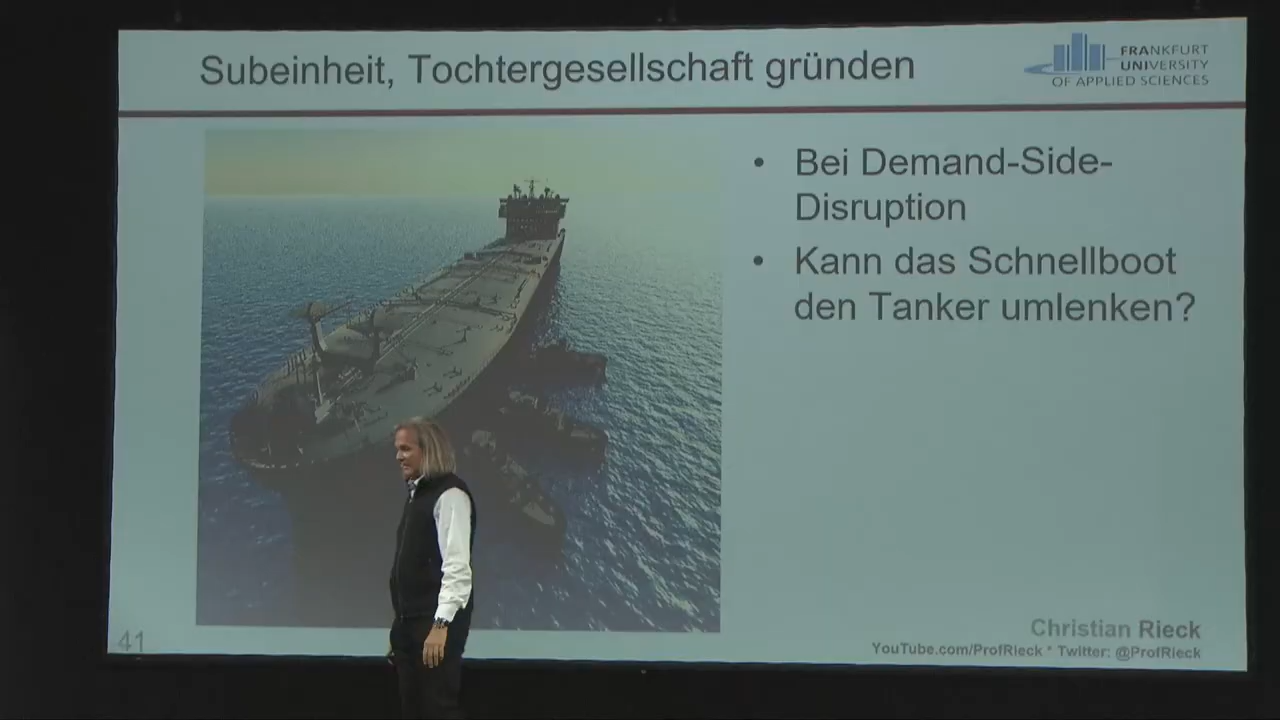 Subeinheit, Tochtergesellschaft gründen
FRANKFURT
UNIVERSITY
OF APPLIED SCIENCES
• Bei Demand-Side-
Disruption
• Kann das Schnellboot
den Tanker umlenken?
41
Christian Rieck
YouTube.com/ProfRieck * Twitter: @ProfRieck